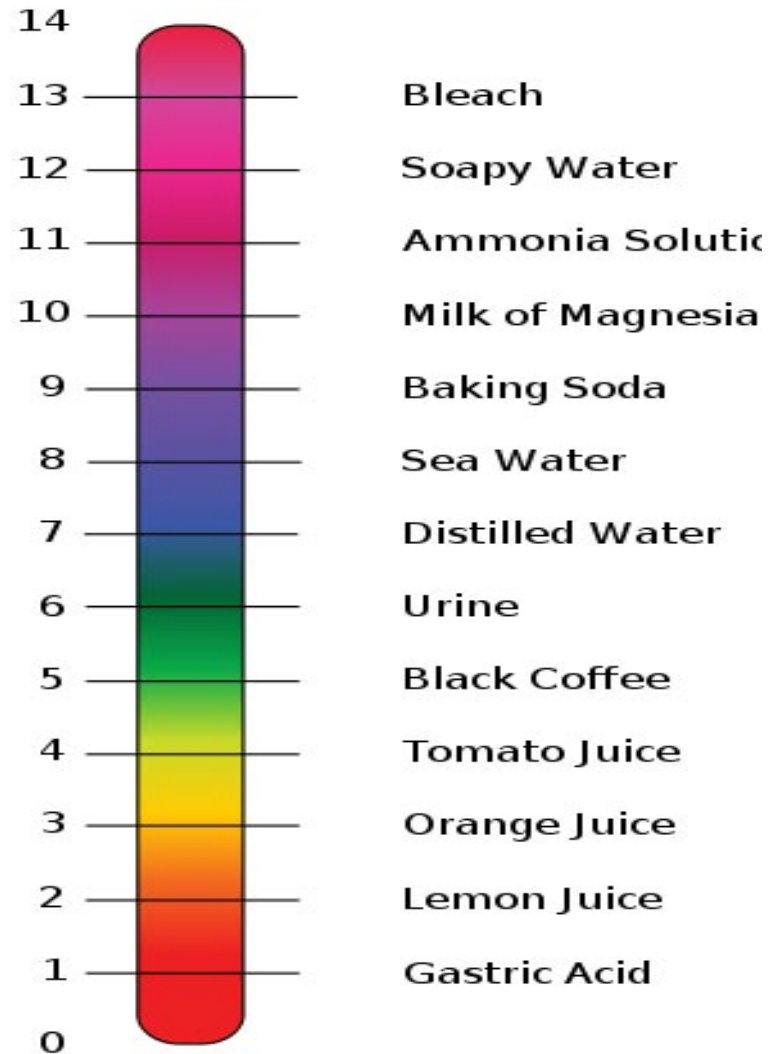 14
13 Bleach
12 Soapy Water
11 Ammonia Solutio
10 Milk of Magnesia
9 Baking Soda
8 Sea Water
7 Distilled Water
6 Urine
5 Black Coffee
4 Tomato Juice
3 Orange Juice
2 Lemon Juice
1 Gastric Acid
0